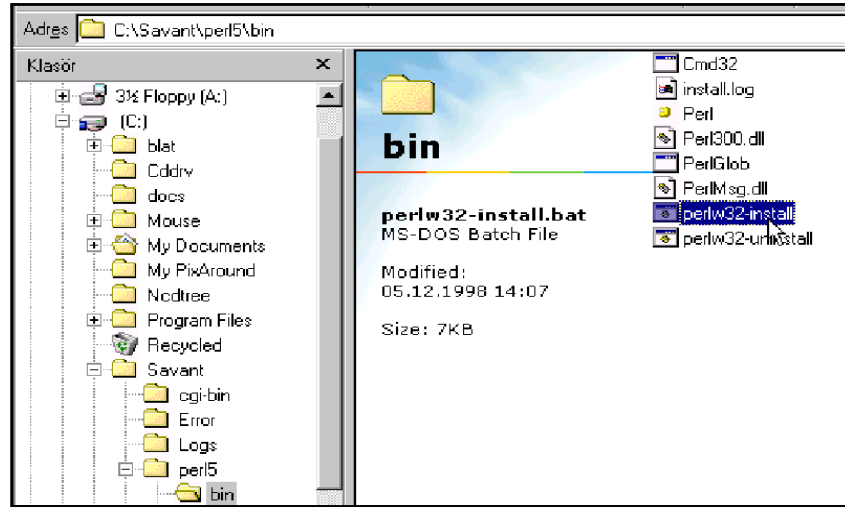 Adres C:\Savant\perl5\bin
Klasör
3½ Floppy (A:)
(C:)
blat
Cddrv
docs
Mouse
My Documents
My PixAround
Ncdtree
Program Files
Recycled
Savant
cgi-bin
Error
Logs
perl5
bin
bin
perlw32-install.bat
MS-DOS Batch File
Modified:
05.12.1998 14:07
Size: 7KB
Cmd32
install.log
Perl
Perl300.dll
PerlGlob
PerlMsg.dll
perlw32-install
perlw32-uninstall